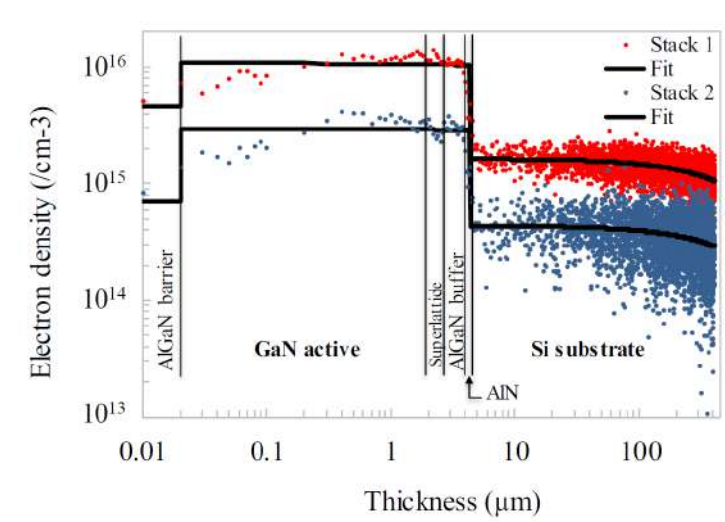 Electron density (/cm-3)
10^16
10^15
10^14
10^13
Stack 1
Fit
Stack 2
Fit
AlGaN barrier
GaN active
Superlattide
AlGaN buffer
Si substrate
AlN
0.01
0.1
1
10
100
Thickness (μm)